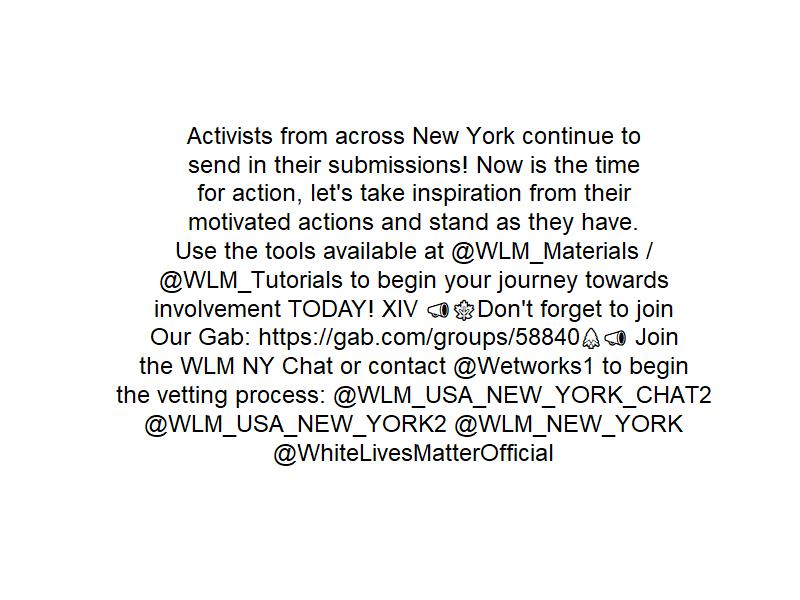 Activists from across New York continue to
send in their submissions! Now is the time
for action, let's take inspiration from their
motivated actions and stand as they have.
Use the tools available at @WLM_Materials /
@WLM_Tutorials to begin your journey towards
involvement TODAY! XIV 📣🍁Don't forget to join
Our Gab: https://gab.com/groups/58840🌲📣 Join
the WLM NY Chat or contact @Wetworks1 to begin
the vetting process: @WLM_USA_NEW_YORK_CHAT2
@WLM_USA_NEW_YORK2 @WLM_NEW_YORK
@WhiteLivesMatterOfficial